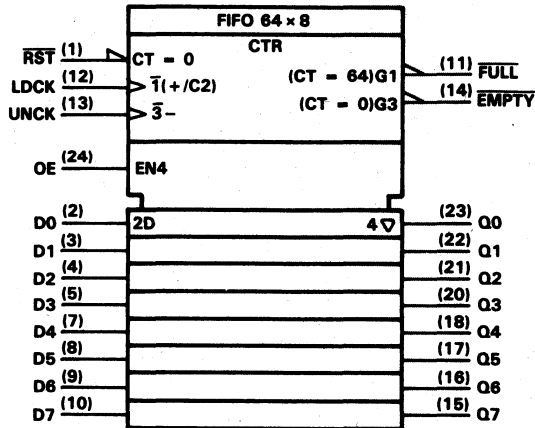 FIFO 64 × 8
CTR
RST (1) CT = 0
LDCK (12) 1(+/C2) (CT = 64)G1 (11) FULL
UNCK (13) 3− (CT = 0)G3 (14) EMPTY
OE (24) EN4
D0 (2) 2D 4 ▽ (23) Q0
D1 (3) (22) Q1
D2 (4) (21) Q2
D3 (5) (20) Q3
D4 (7) (18) Q4
D5 (8) (17) Q5
D6 (9) (16) Q6
D7 (10) (15) Q7